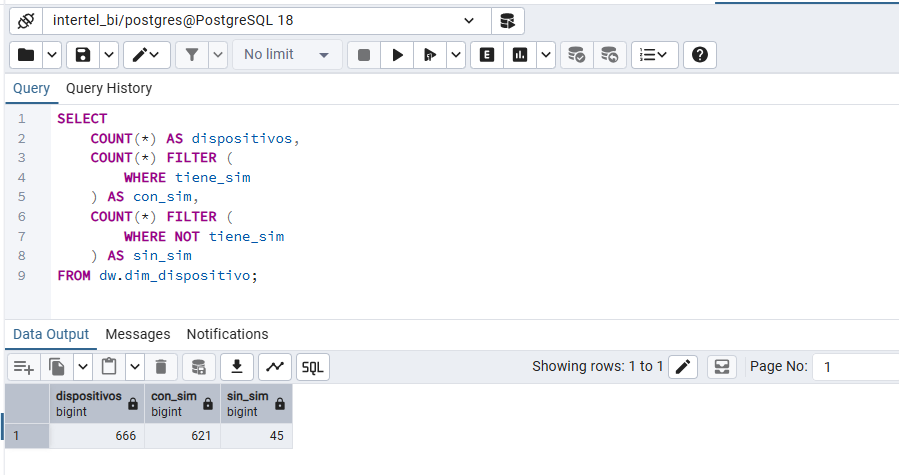 intertel_bi/postgres@PostgreSQL 18
No limit
E
Query Query History
1 SELECT
2 COUNT(*) AS dispositivos,
3 COUNT(*) FILTER (
4 WHERE tiene_sim
5 ) AS con_sim,
6 COUNT(*) FILTER (
7 WHERE NOT tiene_sim
8 ) AS sin_sim
9 FROM dw.dim_dispositivo;
Data Output Messages Notifications
SQL Showing rows: 1 to 1 Page No: 1
dispositivos con_sim sin_sim
bigint bigint bigint
1 666 621 45